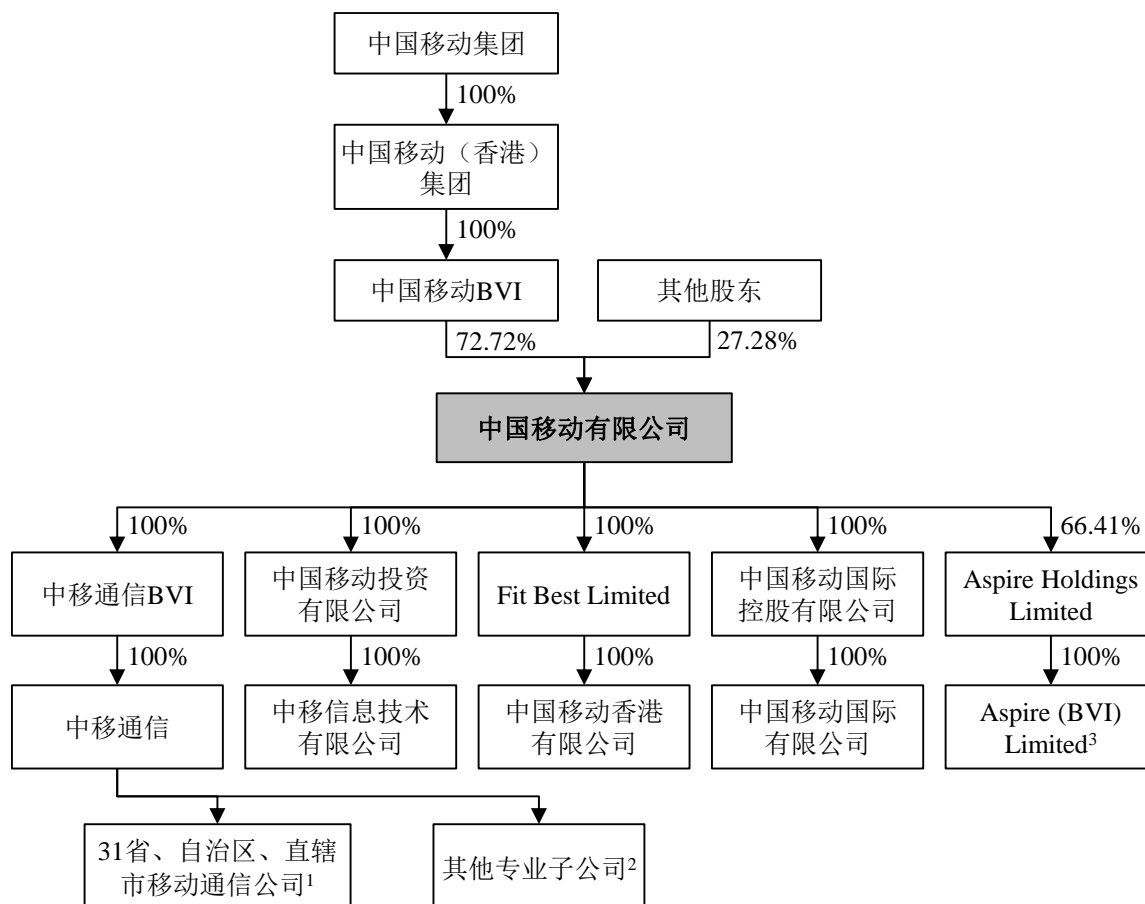 中国移动集团
100%
中国移动（香港）
集团
100%
中国移动BVI
其他股东
72.72%
27.28%
中国移动有限公司
100%
100%
100%
100%
66.41%
中移通信BVI
中国移动投资
有限公司
Fit Best Limited
中国移动国际
控股有限公司
Aspire Holdings
Limited
100%
100%
100%
100%
100%
中移通信
中移信息技术
有限公司
中国移动香港
有限公司
中国移动国际
有限公司
Aspire (BVI)
Limited³
31省、自治区、直辖
市移动通信公司¹
其他专业子公司²